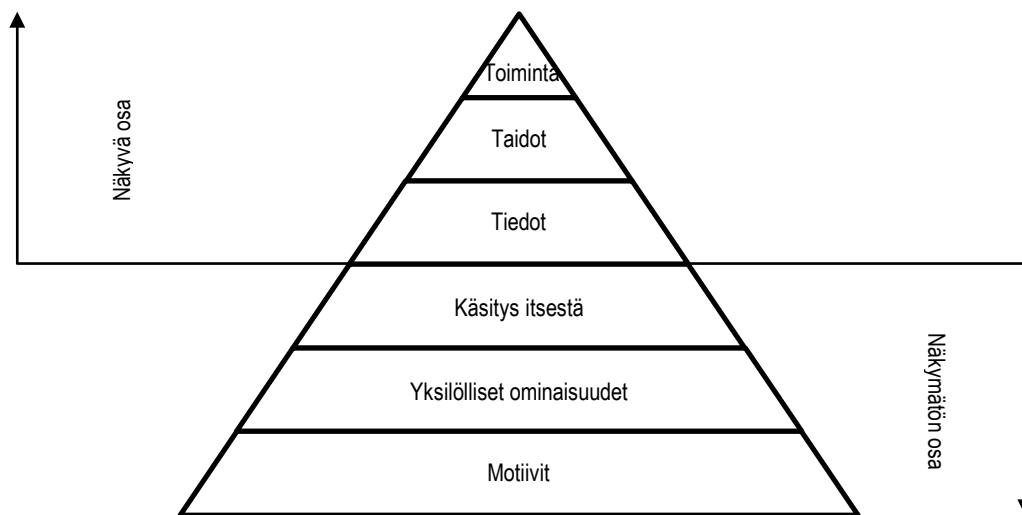 Toiminta
Taidot
Tiedot
Käsitys itsestä
Yksilölliset ominaisuudet
Motiivit
Näkyvä osa
Näkymätön osa